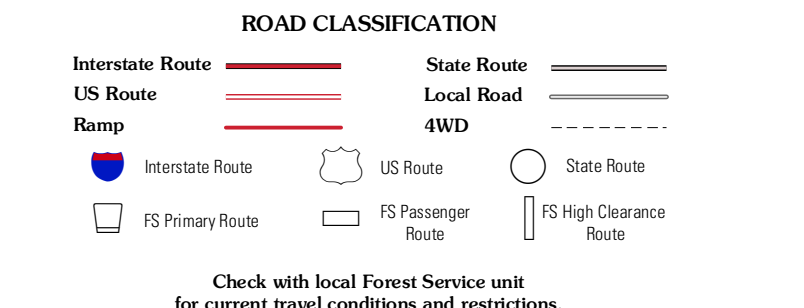 ROAD CLASSIFICATION
Interstate Route
State Route
US Route
Local Road
Ramp
4WD
Interstate Route
US Route
State Route
FS Primary Route
FS Passenger
Route
FS High Clearance
Route
Check with local Forest Service unit
for current travel conditions and restrictions.